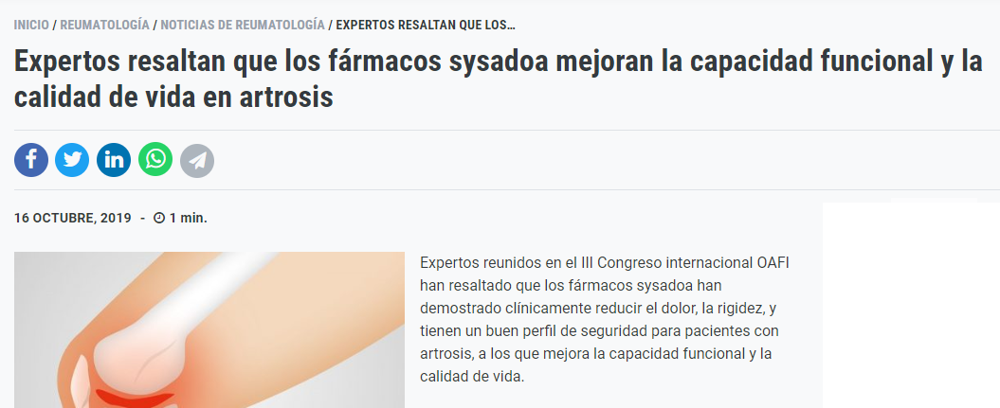 INICIO / REUMATOLOGÍA / NOTICIAS DE REUMATOLOGÍA / EXPERTOS RESALTAN QUE LOS...
Expertos resaltan que los fármacos sysadoa mejoran la capacidad funcional y la
calidad de vida en artrosis
16 OCTUBRE, 2019 - 1 min.
Expertos reunidos en el III Congreso internacional OAFI
han resaltado que los fármacos sysadoa han
demostrado clínicamente reducir el dolor, la rigidez, y
tienen un buen perfil de seguridad para pacientes con
artrosis, a los que mejora la capacidad funcional y la
calidad de vida.